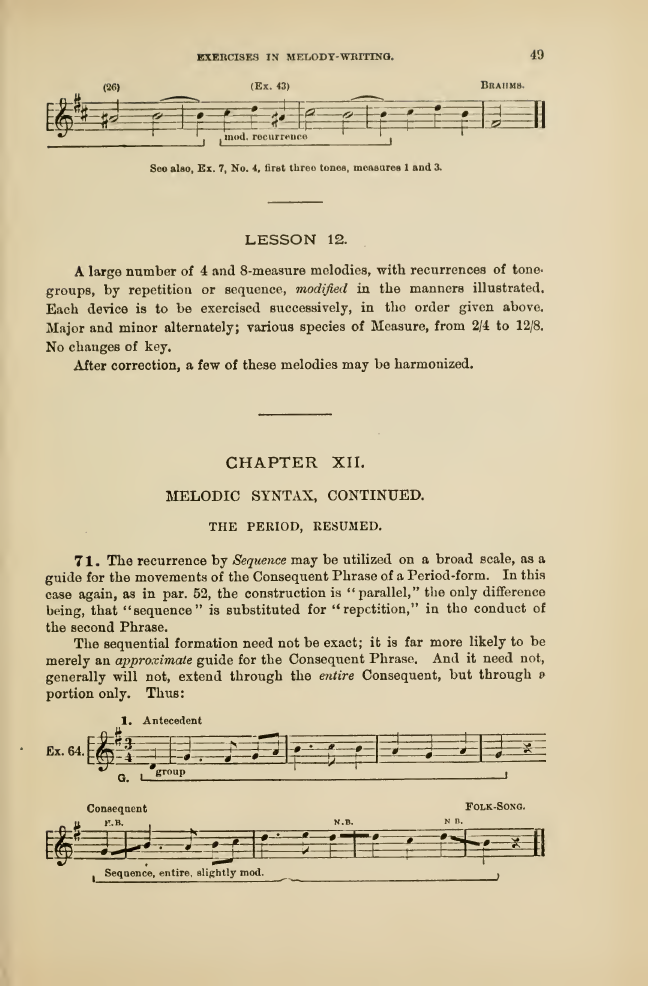 EXERCISES IN MELODY-WRITING. 49
(26) (Ex. 43) BRAHMS.
mod. recurrence
See also, Ex. 7, No. 4, first three tones, measures 1 and 3.
LESSON 12.
A large number of 4 and 8-measure melodies, with recurrences of tone-
groups, by repetition or sequence, modified in the manners illustrated.
Each device is to be exercised successively, in the order given above.
Major and minor alternately; various species of Measure, from 2/4 to 12/8.
No changes of key.
After correction, a few of these melodies may be harmonized.
CHAPTER XII.
MELODIC SYNTAX, CONTINUED.
THE PERIOD, RESUMED.
71. The recurrence by Sequence may be utilized on a broad scale, as a
guide for the movements of the Consequent Phrase of a Period-form. In this
case again, as in par. 52, the construction is "parallel," the only difference
being, that "sequence" is substituted for "repetition," in the conduct of
the second Phrase.
The sequential formation need not be exact; it is far more likely to be
merely an approximate guide for the Consequent Phrase. And it need not,
generally will not, extend through the entire Consequent, but through a
portion only. Thus:
1. Antecedent
Ex. 64. 3 4
G. group
Consequent FOLK-SONG.
N.B. N.B. N.B.
Sequence, entire, slightly mod.